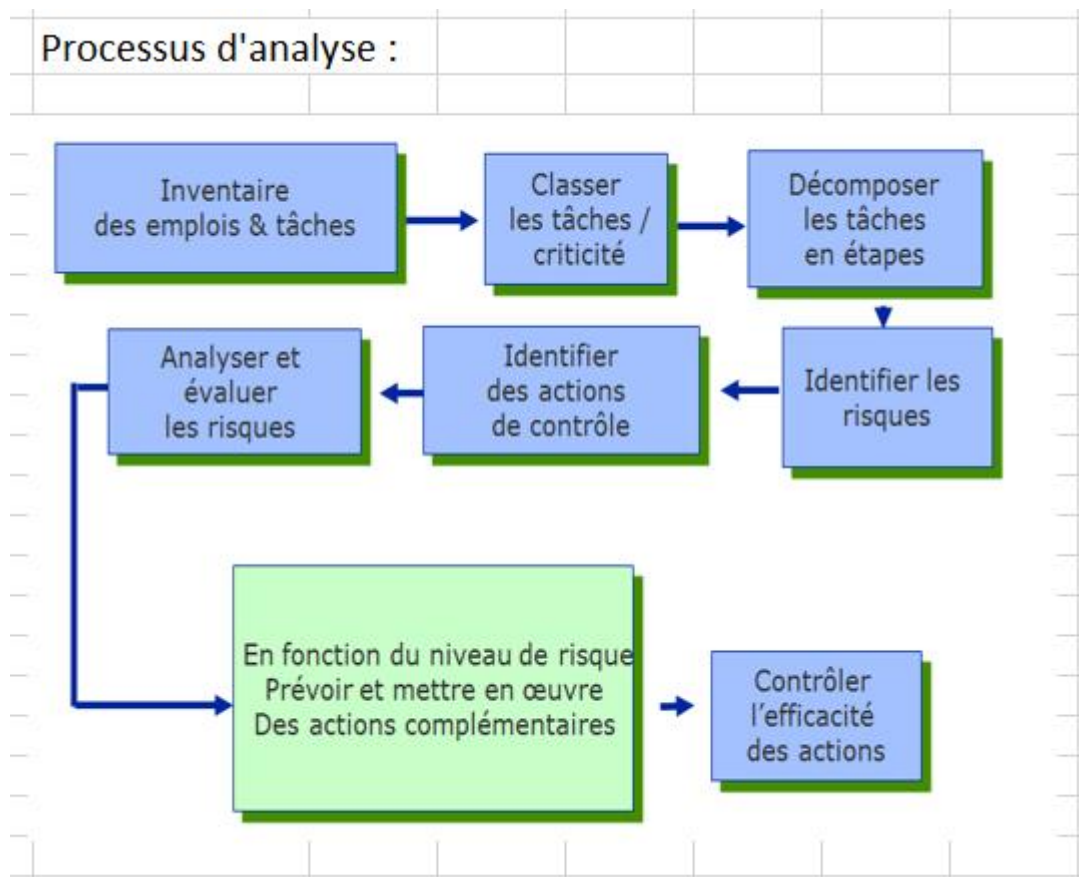 Processus d'analyse :
Inventaire
des emplois & tâches
Classer
les tâches /
criticité
Décomposer
les tâches
en étapes
Identifier les
risques
Identifier
des actions
de contrôle
Analyser et
évaluer
les risques
En fonction du niveau de risque
Prévoir et mettre en œuvre
Des actions complémentaires
Contrôler
l’efficacité
des actions